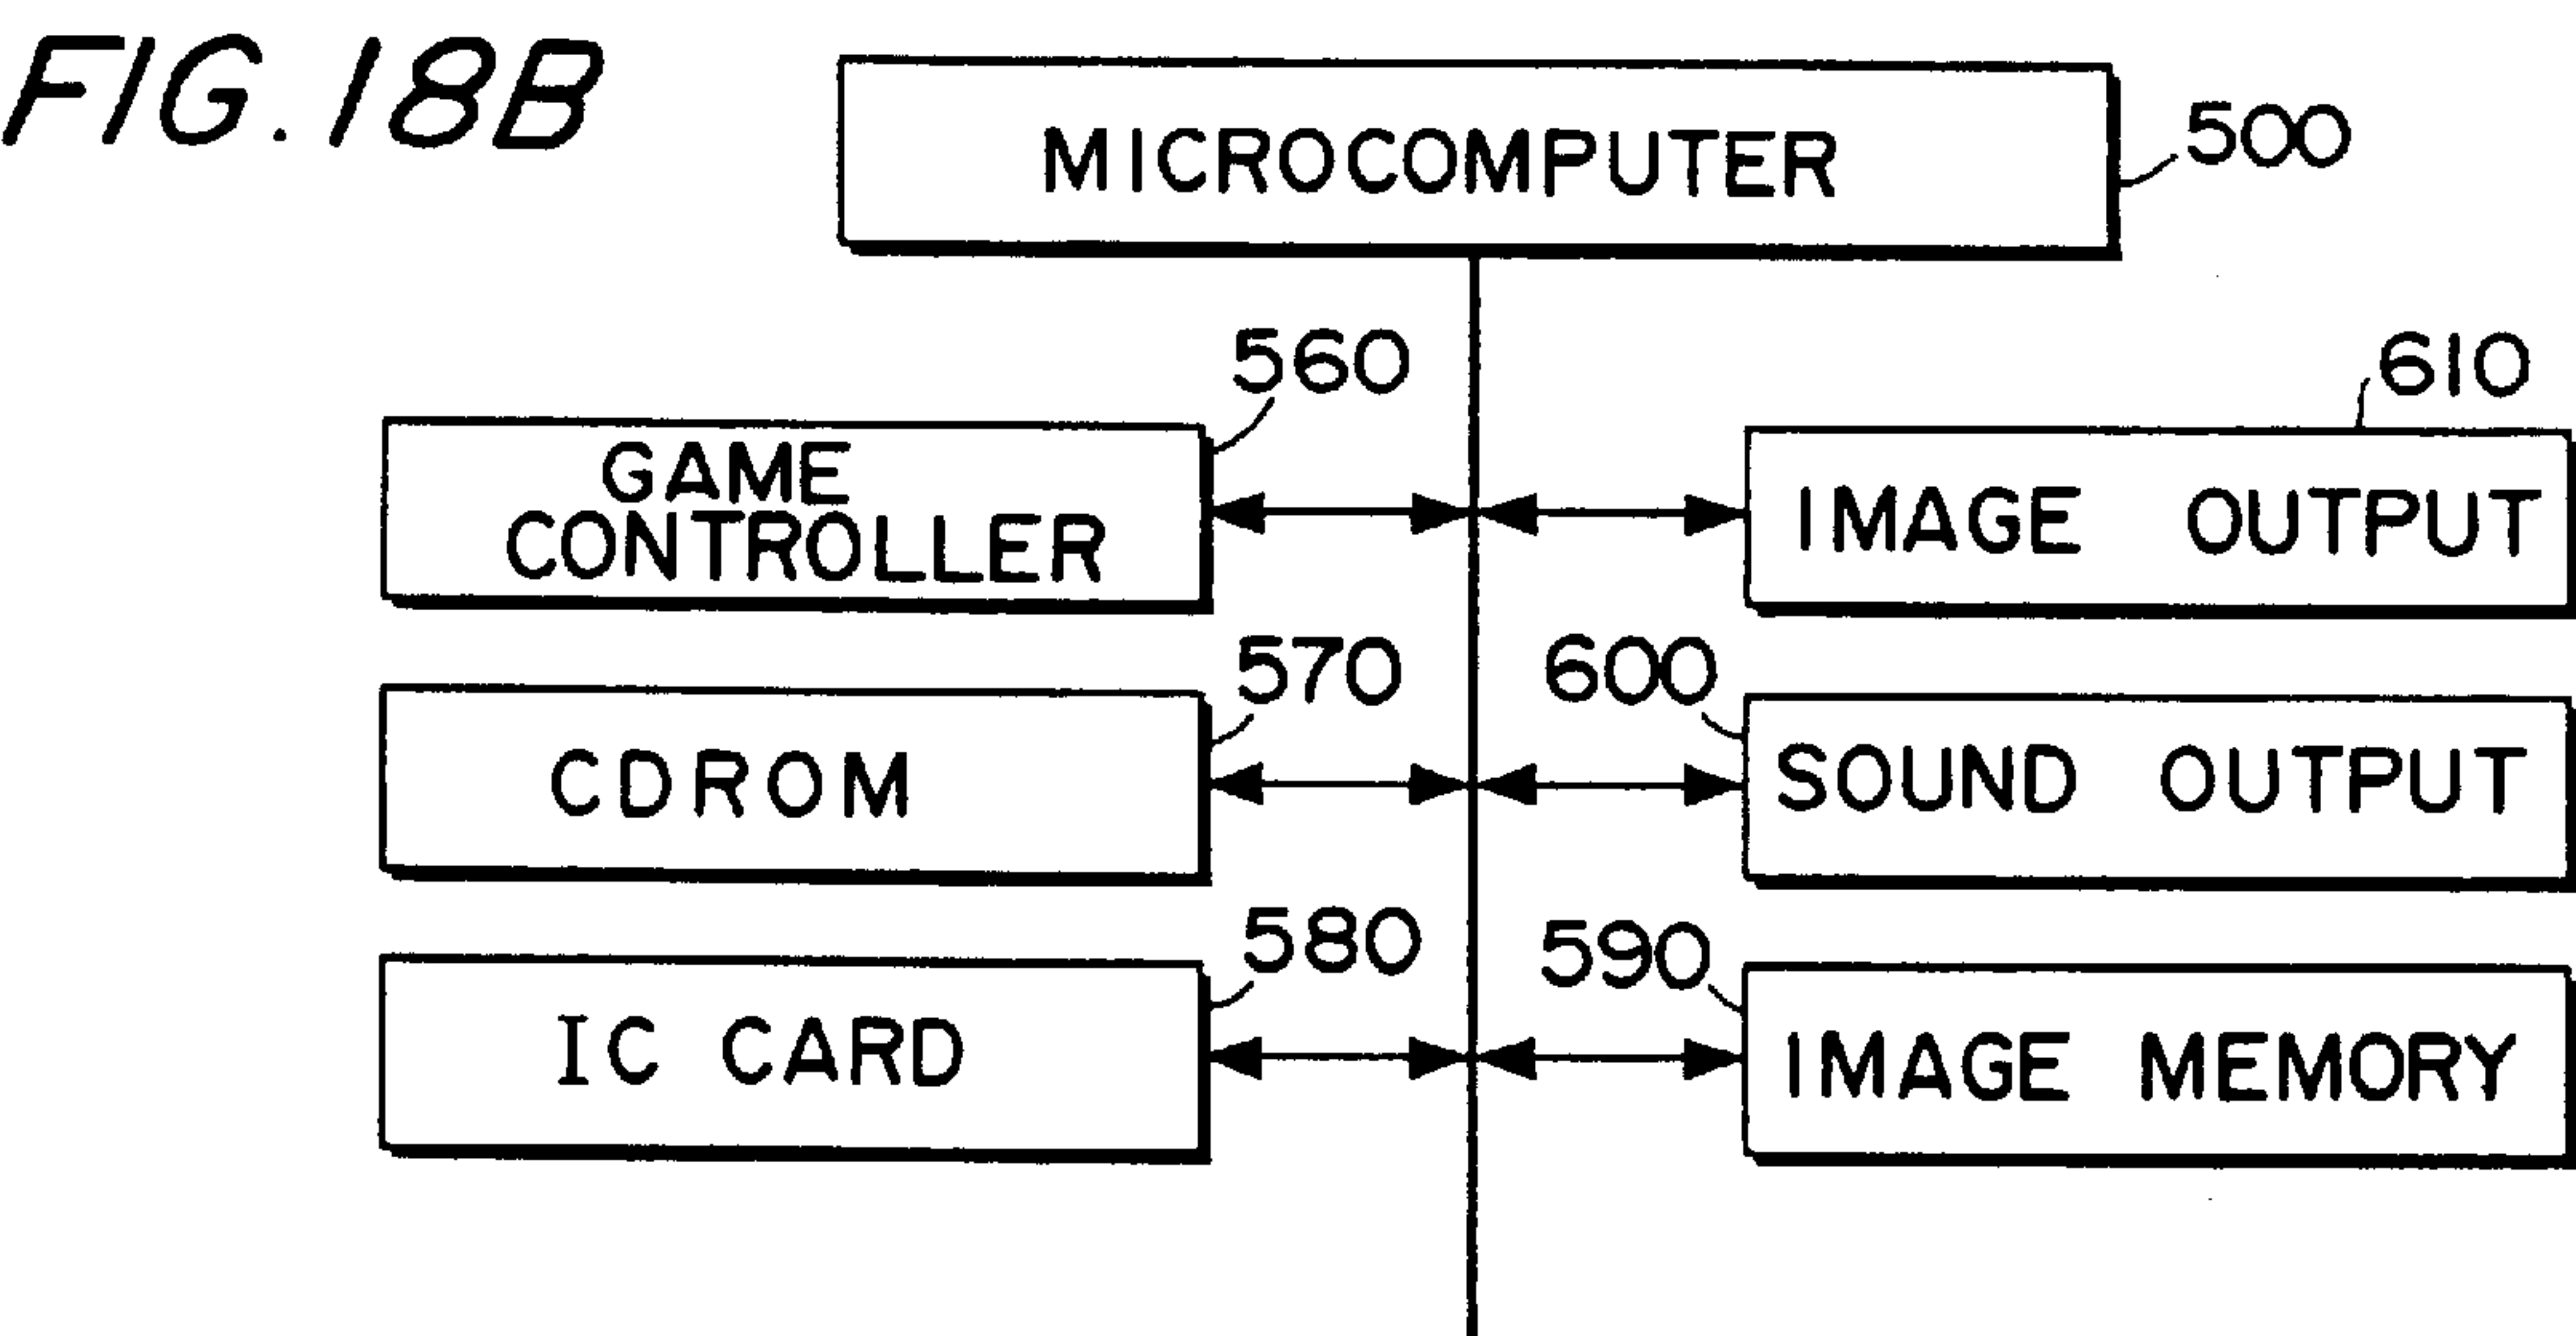 FIG. 18B
MICROCOMPUTER
500
560
GAME
CONTROLLER
610
IMAGE OUTPUT
570
CDROM
600
SOUND OUTPUT
580
IC CARD
590
IMAGE MEMORY